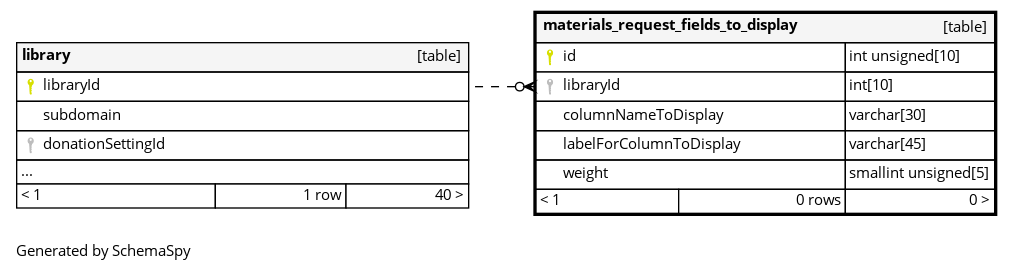 library [table]
libraryId
subdomain
donationSettingId
...
< 1 1 row 40 >
materials_request_fields_to_display [table]
id int unsigned[10]
libraryId int[10]
columnNameToDisplay varchar[30]
labelForColumnToDisplay varchar[45]
weight smallint unsigned[5]
< 1 0 rows 0 >
Generated by SchemaSpy